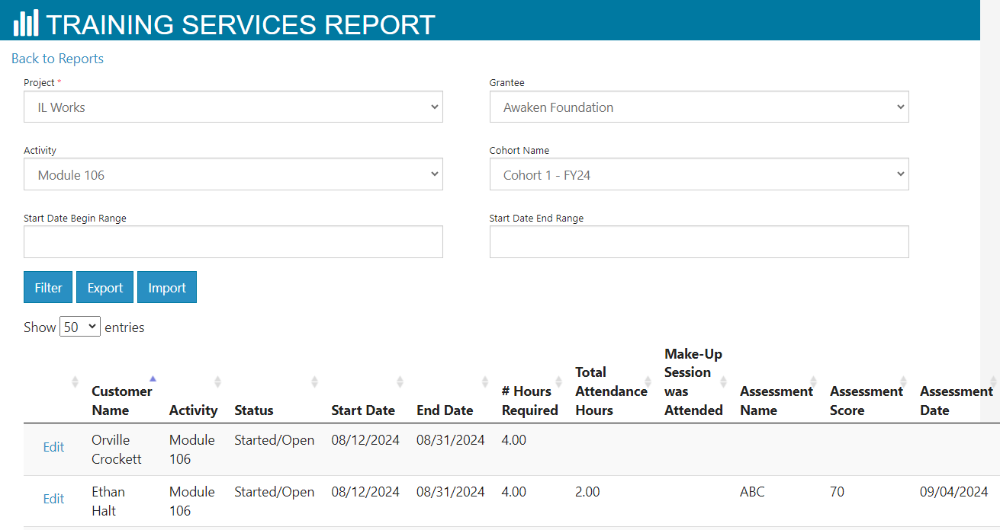 TRAINING SERVICES REPORT
Back to Reports
Project *
Grantee
IL Works
Awaken Foundation
Activity
Cohort Name
Module 106
Cohort 1 - FY24
Start Date Begin Range
Start Date End Range
Filter Export Import
Show 50 entries
Customer Name Activity Status Start Date End Date # Hours Required Total Attendance Hours Make-Up Session was Attended Assessment Name Assessment Score Assessment Date
Edit Orville Crockett Module 106 Started/Open 08/12/2024 08/31/2024 4.00
Edit Ethan Halt Module 106 Started/Open 08/12/2024 08/31/2024 4.00 2.00 ABC 70 09/04/2024